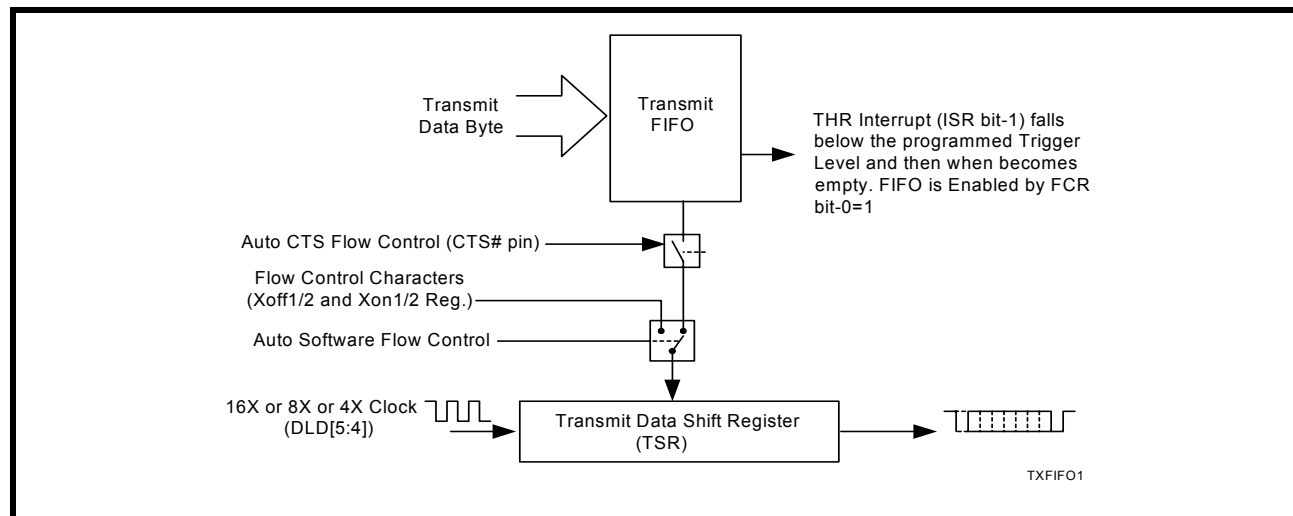 Transmit
Data Byte
Transmit
FIFO
THR Interrupt (ISR bit-1) falls
below the programmed Trigger
Level and then when becomes
empty. FIFO is Enabled by FCR
bit-0=1
Auto CTS Flow Control (CTS# pin)
Flow Control Characters
(Xoff1/2 and Xon1/2 Reg.)
Auto Software Flow Control
16X or 8X or 4X Clock
(DLD[5:4])
Transmit Data Shift Register
(TSR)
TXFIFO1